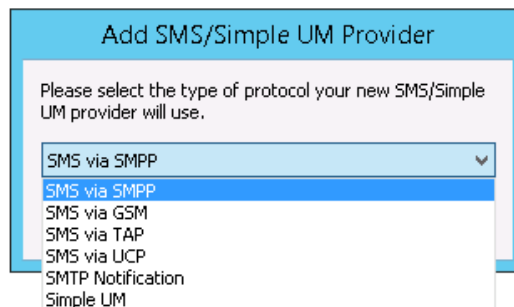 Add SMS/Simple UM Provider
Please select the type of protocol your new SMS/Simple
UM provider will use.
SMS via SMPP
SMS via SMPP
SMS via GSM
SMS via TAP
SMS via UCP
SMTP Notification
Simple UM